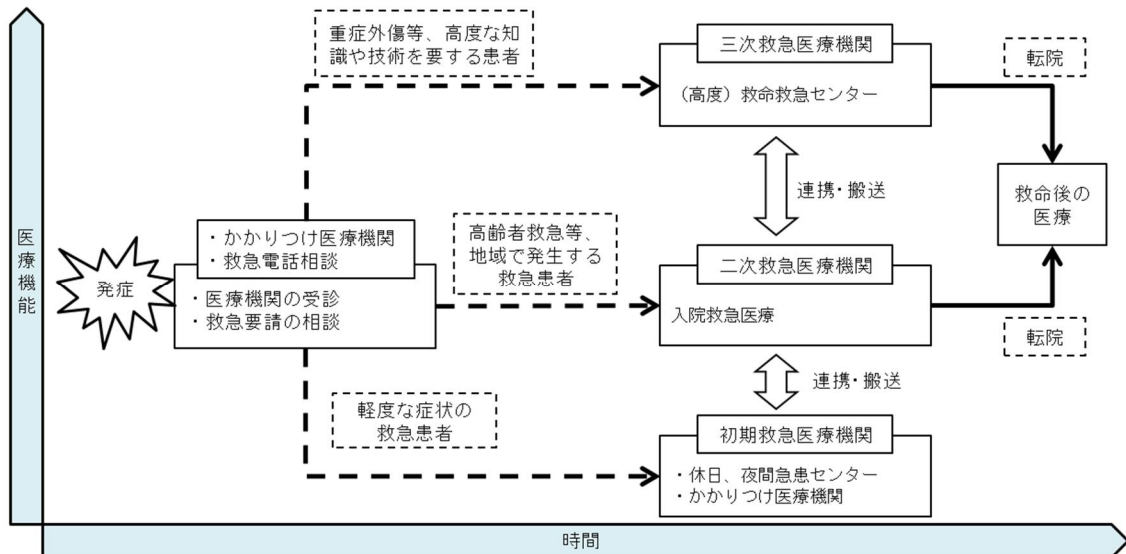 重症外傷等、高度な知
識や技術を要する患者
三次救急医療機関
（高度）救命救急センター
転院
連携・搬送
救命後の
医療
医療機能
発症
・かかりつけ医療機関
・救急電話相談
・医療機関の受診
・救急要請の相談
高齢者救急等、
地域で発生する
救急患者
二次救急医療機関
入院救急医療
転院
連携・搬送
軽度な症状の
救急患者
初期救急医療機関
・休日、夜間急患センター
・かかりつけ医療機関
時間